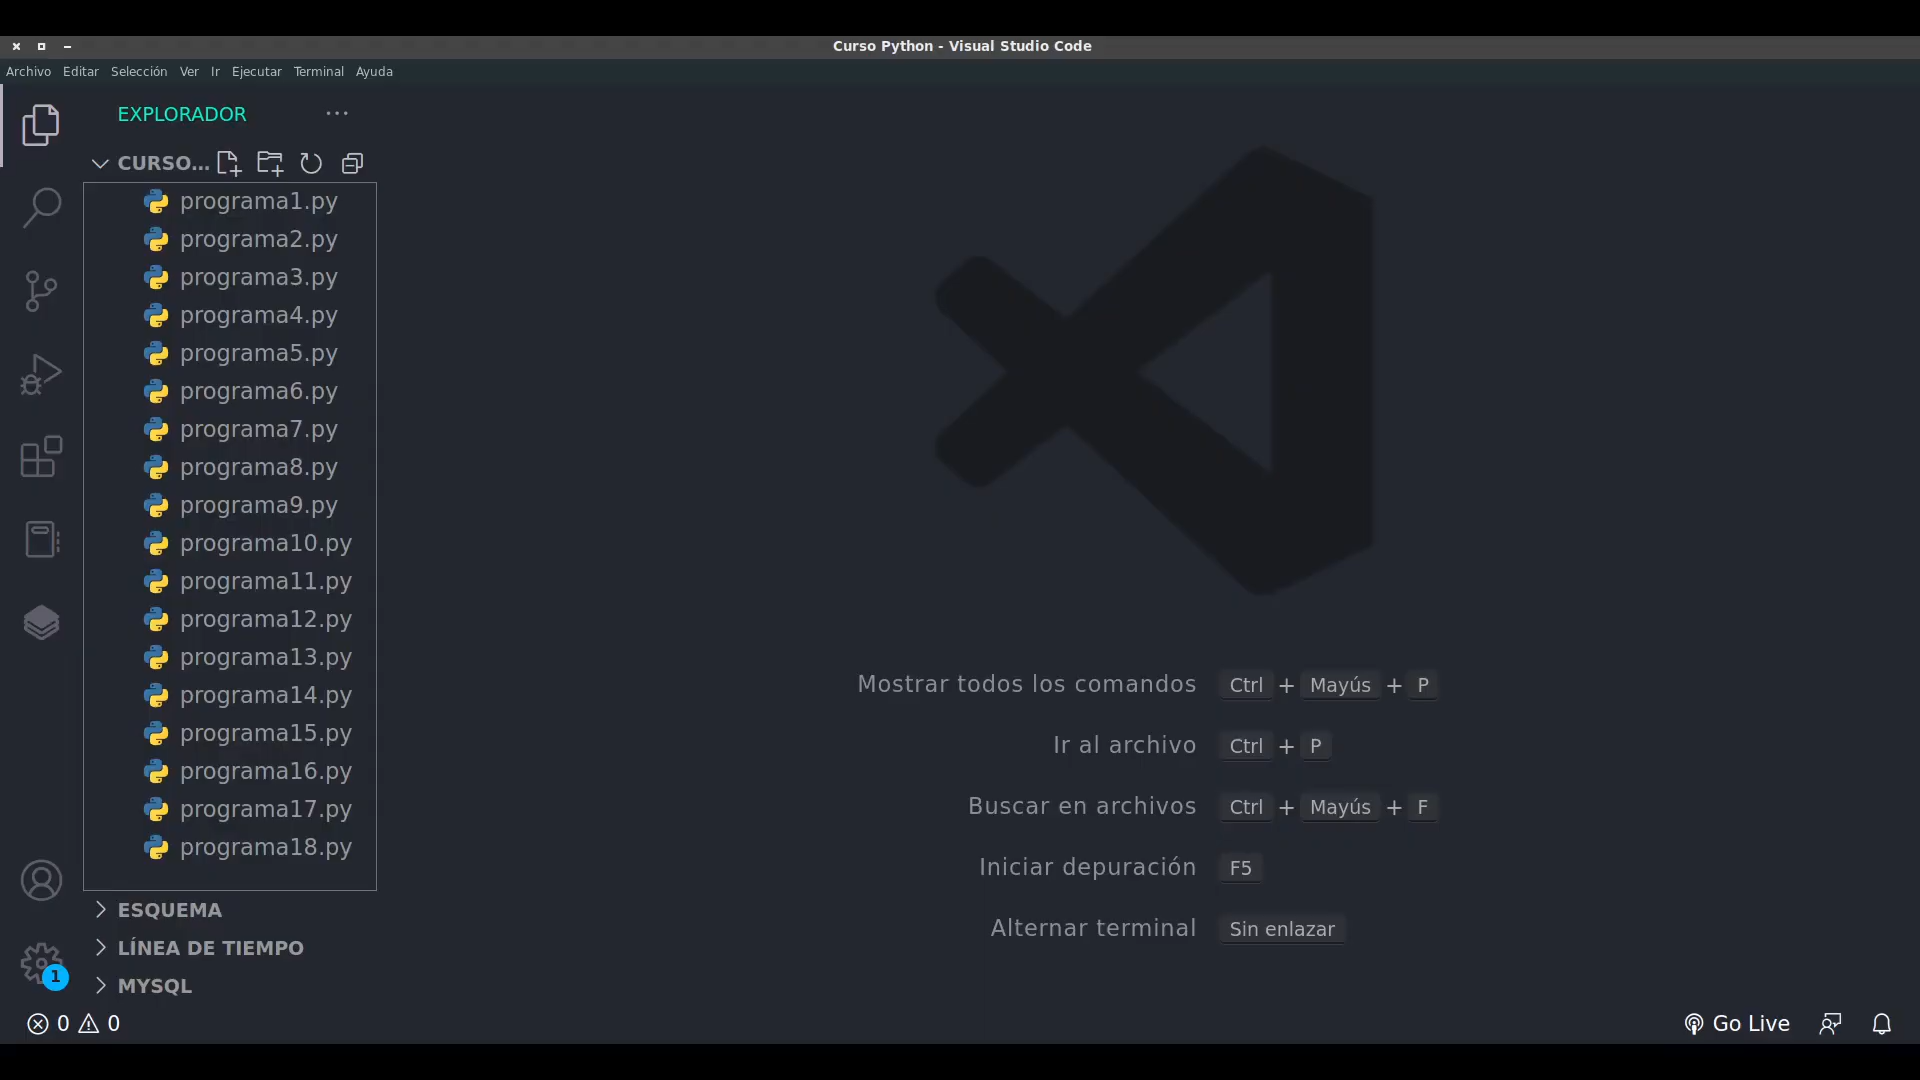 Curso Python - Visual Studio Code
Archivo Editar Selección Ver Ir Ejecutar Terminal Ayuda
EXPLORADOR
CURSO...
programa1.py
programa2.py
programa3.py
programa4.py
programa5.py
programa6.py
programa7.py
programa8.py
programa9.py
programa10.py
programa11.py
programa12.py
programa13.py
programa14.py
programa15.py
programa16.py
programa17.py
programa18.py
ESQUEMA
LÍNEA DE TIEMPO
MYSQL
1
Mostrar todos los comandos Ctrl + Mayús + P
Ir al archivo Ctrl + P
Buscar en archivos Ctrl + Mayús + F
Iniciar depuración F5
Alternar terminal Sin enlazar
0 0
Go Live